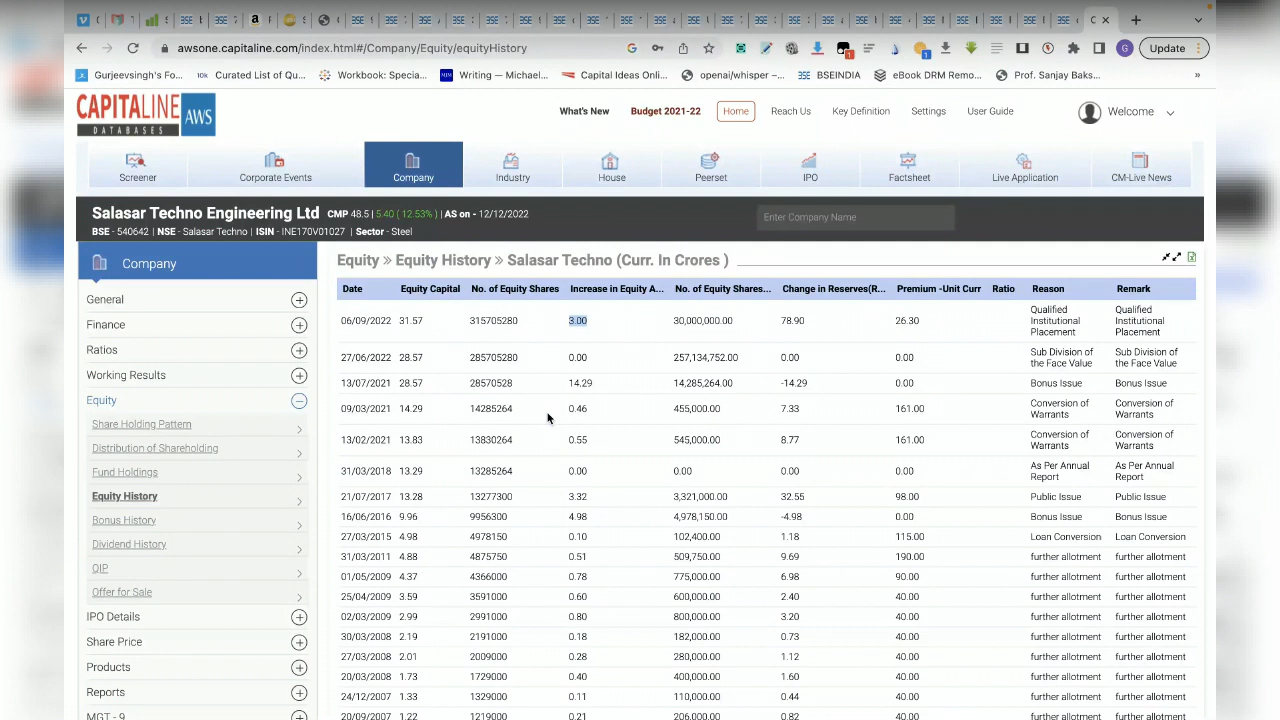 awsone.capitaline.com/index.html#/Company/Equity/equityHistory
Update
Gurjeevsingh's Fo... Curated List of Qu... Workbook: Specia... Writing – Michael... Capital Ideas Onli... openai/whisper –... BSEINDIA eBook DRM Remo... Prof. Sanjay Baks... »
CAPITALINE AWS
DATABASES
What's New Budget 2021-22 Home Reach Us Key Definition Settings User Guide Welcome
Screener Corporate Events Company Industry House Peerset IPO Factsheet Live Application CM-Live News
Salasar Techno Engineering Ltd CMP 48.5 | 5.40 ( 12.53% ) | AS on - 12/12/2022
Enter Company Name
BSE - 540642 | NSE - Salasar Techno | ISIN - INE170V01027 | Sector - Steel
Company
General
Finance
Ratios
Working Results
Equity
Share Holding Pattern
Distribution of Shareholding
Fund Holdings
Equity History
Bonus History
Dividend History
QIP
Offer for Sale
IPO Details
Share Price
Products
Reports
MGT - 9
Equity » Equity History » Salasar Techno (Curr. In Crores )
Date Equity Capital No. of Equity Shares Increase in Equity A... No. of Equity Shares... Change in Reserves(R... Premium -Unit Curr Ratio Reason Remark
06/09/2022 31.57 315705280 3.00 30,000,000.00 78.90 26.30 Qualified Institutional Placement Qualified Institutional Placement
27/06/2022 28.57 285705280 0.00 257,134,752.00 0.00 0.00 Sub Division of the Face Value Sub Division of the Face Value
13/07/2021 28.57 28570528 14.29 14,285,264.00 -14.29 0.00 Bonus Issue Bonus Issue
09/03/2021 14.29 14285264 0.46 455,000.00 7.33 161.00 Conversion of Warrants Conversion of Warrants
13/02/2021 13.83 13830264 0.55 545,000.00 8.77 161.00 Conversion of Warrants Conversion of Warrants
31/03/2018 13.29 13285264 0.00 0.00 0.00 0.00 As Per Annual Report As Per Annual Report
21/07/2017 13.28 13277300 3.32 3,321,000.00 32.55 98.00 Public Issue Public Issue
16/06/2016 9.96 9956300 4.98 4,978,150.00 -4.98 0.00 Bonus Issue Bonus Issue
27/03/2015 4.98 4978150 0.10 102,400.00 1.18 115.00 Loan Conversion Loan Conversion
31/03/2011 4.88 4875750 0.51 509,750.00 9.69 190.00 further allotment further allotment
01/05/2009 4.37 4366000 0.78 775,000.00 6.98 90.00 further allotment further allotment
25/04/2009 3.59 3591000 0.60 600,000.00 2.40 40.00 further allotment further allotment
02/03/2009 2.99 2991000 0.80 800,000.00 3.20 40.00 further allotment further allotment
30/03/2008 2.19 2191000 0.18 182,000.00 0.73 40.00 further allotment further allotment
27/03/2008 2.01 2009000 0.28 280,000.00 1.12 40.00 further allotment further allotment
20/03/2008 1.73 1729000 0.40 400,000.00 1.60 40.00 further allotment further allotment
24/12/2007 1.33 1329000 0.11 110,000.00 0.44 40.00 further allotment further allotment
20/09/2007 1.22 1219000 0.21 206,000.00 0.82 40.00 further allotment further allotment